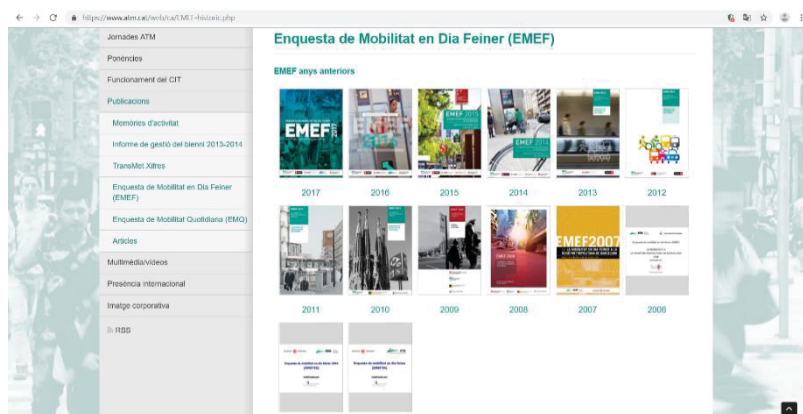 https://www.atm.cat/web/ca/EMEF-historic.php
Jornades ATM
Ponències
Funcionament del CIT
Publicacions
Memòries d'activitat
Informe de gestió del bienni 2013-2014
TransMet Xifres
Enquesta de Mobilitat en Dia Feiner
(EMEF)
Enquesta de Mobilitat Quotidiana (EMQ)
Articles
Multimèdia/vídeos
Presència internacional
Imatge corporativa
RSS
Enquesta de Mobilitat en Dia Feiner (EMEF)
EMEF anys anteriors
EMEF 2017
EMEF
EMEF 2015
EMEF 2014
2017 2016 2015 2014 2013 2012
EMEF2007
2011 2010 2009 2008 2007 2006